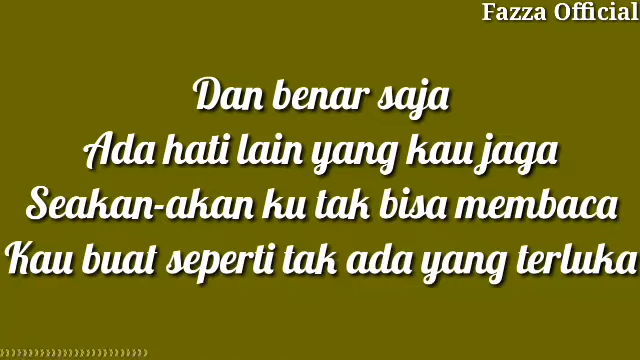 Fazza Official
Dan benar saja
Ada hati lain yang kau jaga
Seakan-akan ku tak bisa membaca
Kau buat seperti tak ada yang terluka